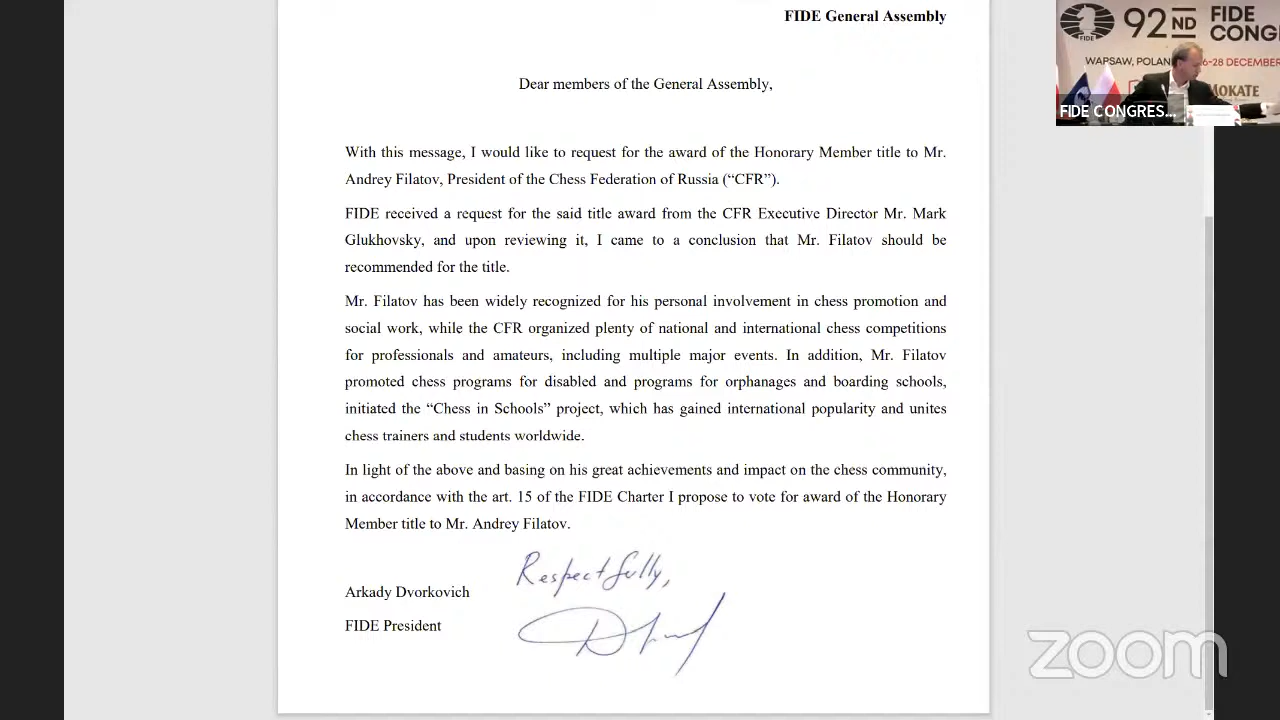 FIDE General Assembly
Dear members of the General Assembly,
With this message, I would like to request for the award of the Honorary Member title to Mr.
Andrey Filatov, President of the Chess Federation of Russia (“CFR”).
FIDE received a request for the said title award from the CFR Executive Director Mr. Mark
Glukhovsky, and upon reviewing it, I came to a conclusion that Mr. Filatov should be
recommended for the title.
Mr. Filatov has been widely recognized for his personal involvement in chess promotion and
social work, while the CFR organized plenty of national and international chess competitions
for professionals and amateurs, including multiple major events. In addition, Mr. Filatov
promoted chess programs for disabled and programs for orphanages and boarding schools,
initiated the “Chess in Schools” project, which has gained international popularity and unites
chess trainers and students worldwide.
In light of the above and basing on his great achievements and impact on the chess community,
in accordance with the art. 15 of the FIDE Charter I propose to vote for award of the Honorary
Member title to Mr. Andrey Filatov.
Respectfully,
Arkady Dvorkovich
FIDE President
FIDE
92ND
FIDE
CONG
WAPSAW, POLAN
6-28 DECEMBER
MOKATE
FIDE CONGRES...
zoom